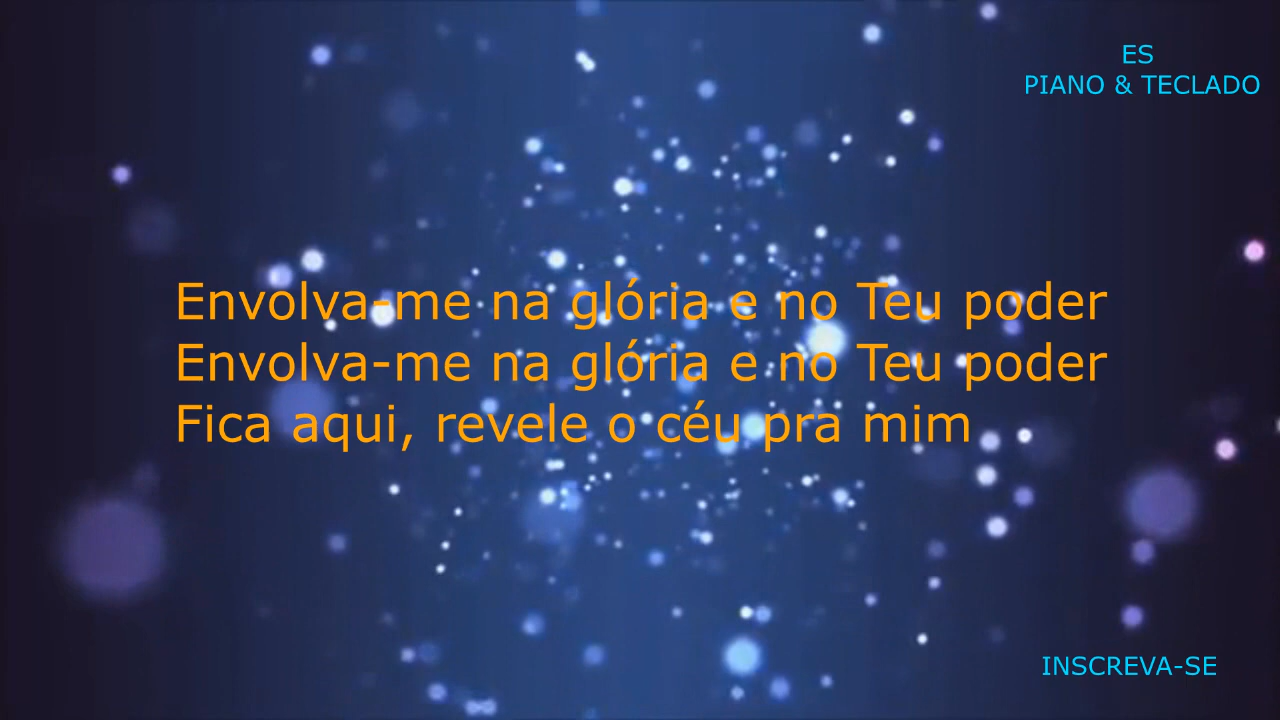 ES
PIANO & TECLADO
Envolva-me na glória e no Teu poder
Envolva-me na glória e no Teu poder
Fica aqui, revele o céu pra mim
INSCREVA-SE